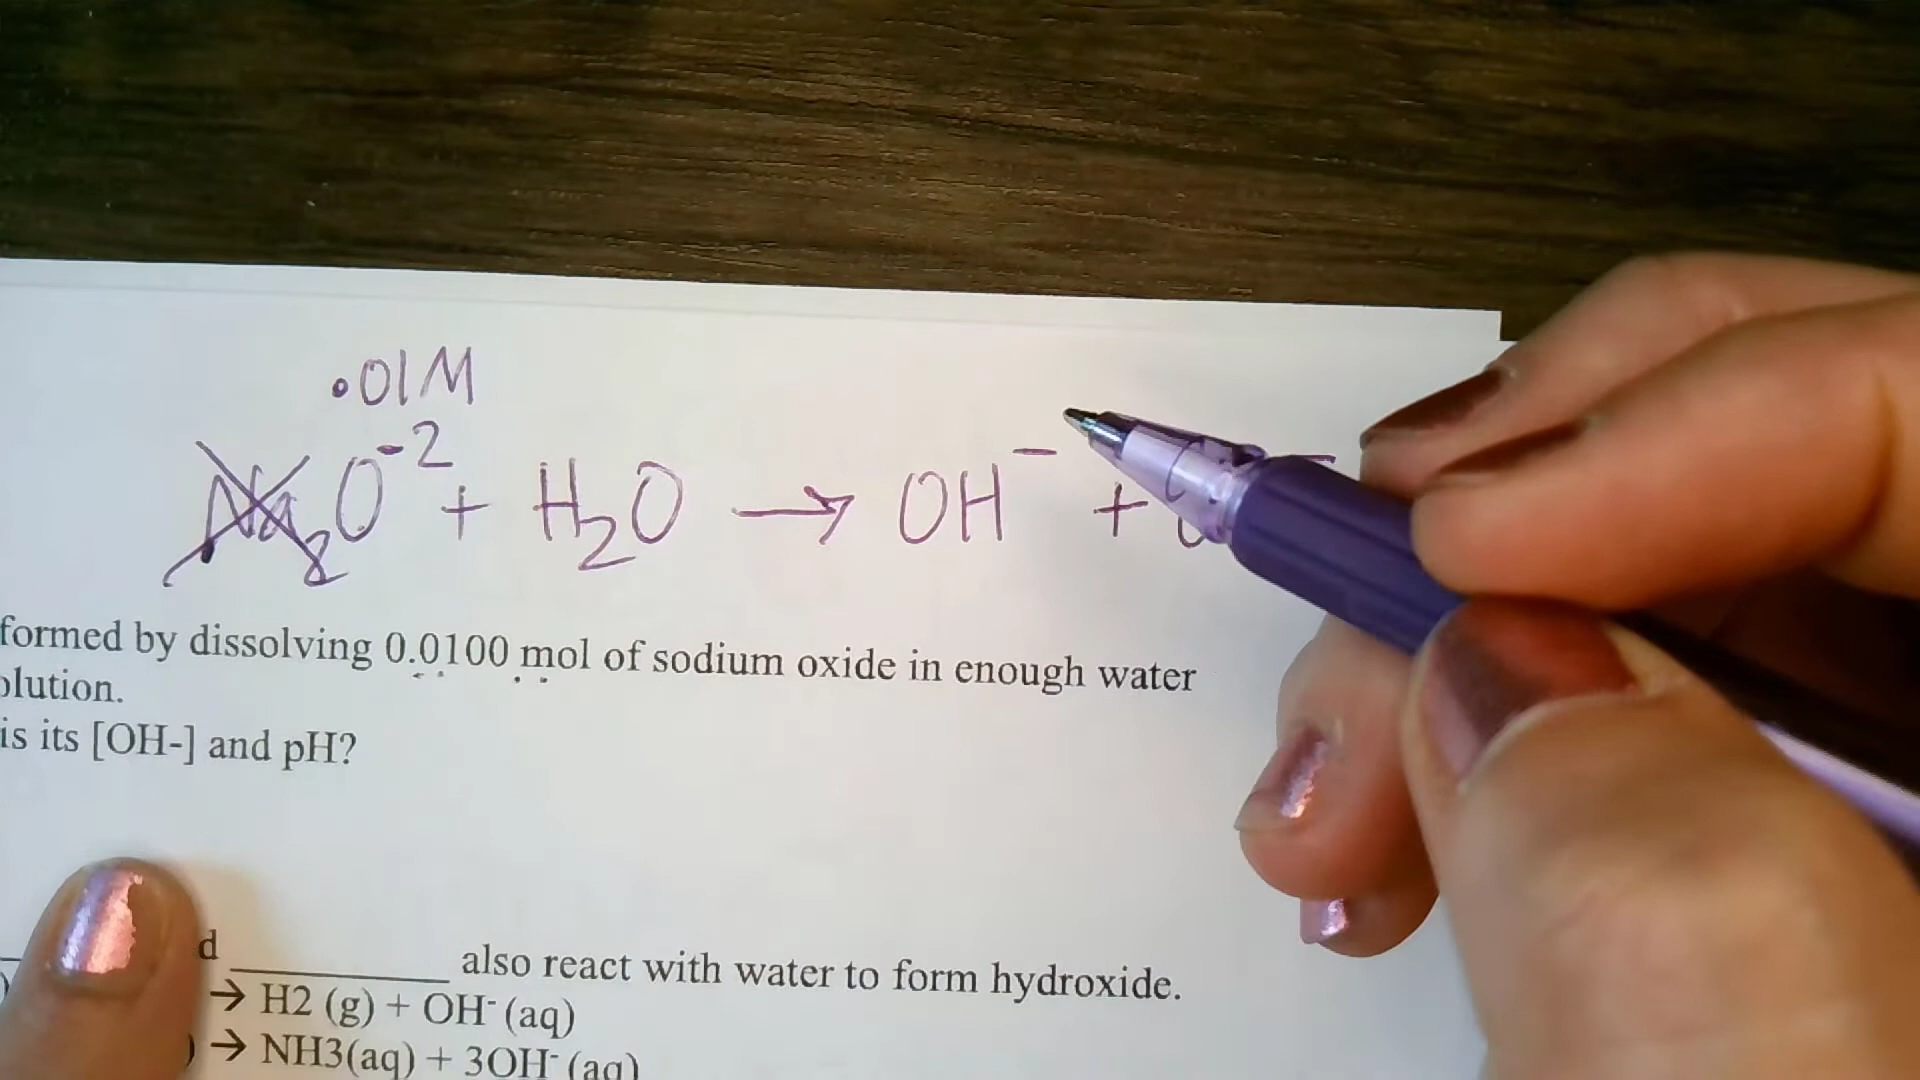 .01M
Na2O-2 + H2O → OH- +
formed by dissolving 0.0100 mol of sodium oxide in enough water
olution.
is its [OH-] and pH?
d ________ also react with water to form hydroxide.
→ H2 (g) + OH- (aq)
) → NH3(aq) + 3OH- (aq)